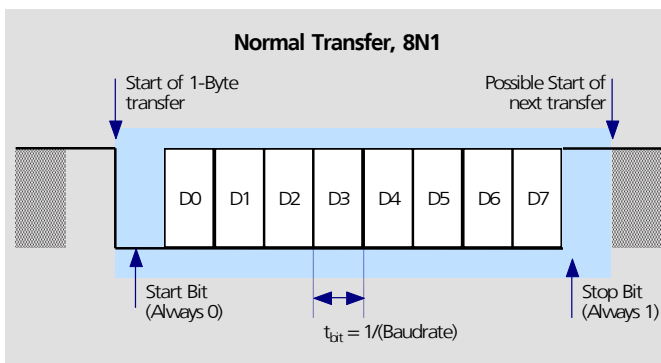 Normal Transfer, 8N1
Start of 1-Byte
transfer
Possible Start of
next transfer
D0 D1 D2 D3 D4 D5 D6 D7
Start Bit
(Always 0)
Stop Bit
(Always 1)
tbit = 1/(Baudrate)